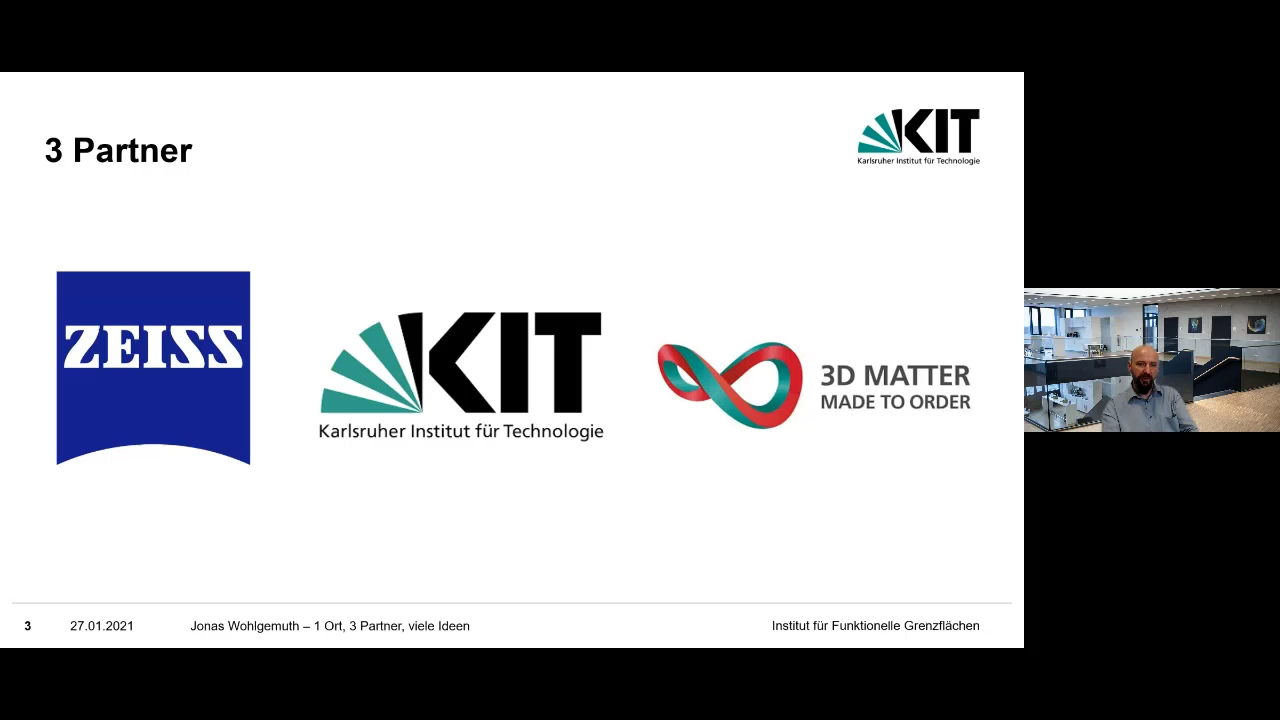 3 Partner
KIT
Karlsruher Institut für Technologie
ZEISS
KIT
Karlsruher Institut für Technologie
3D MATTER
MADE TO ORDER
3
27.01.2021
Jonas Wohlgemuth – 1 Ort, 3 Partner, viele Ideen
Institut für Funktionelle Grenzflächen